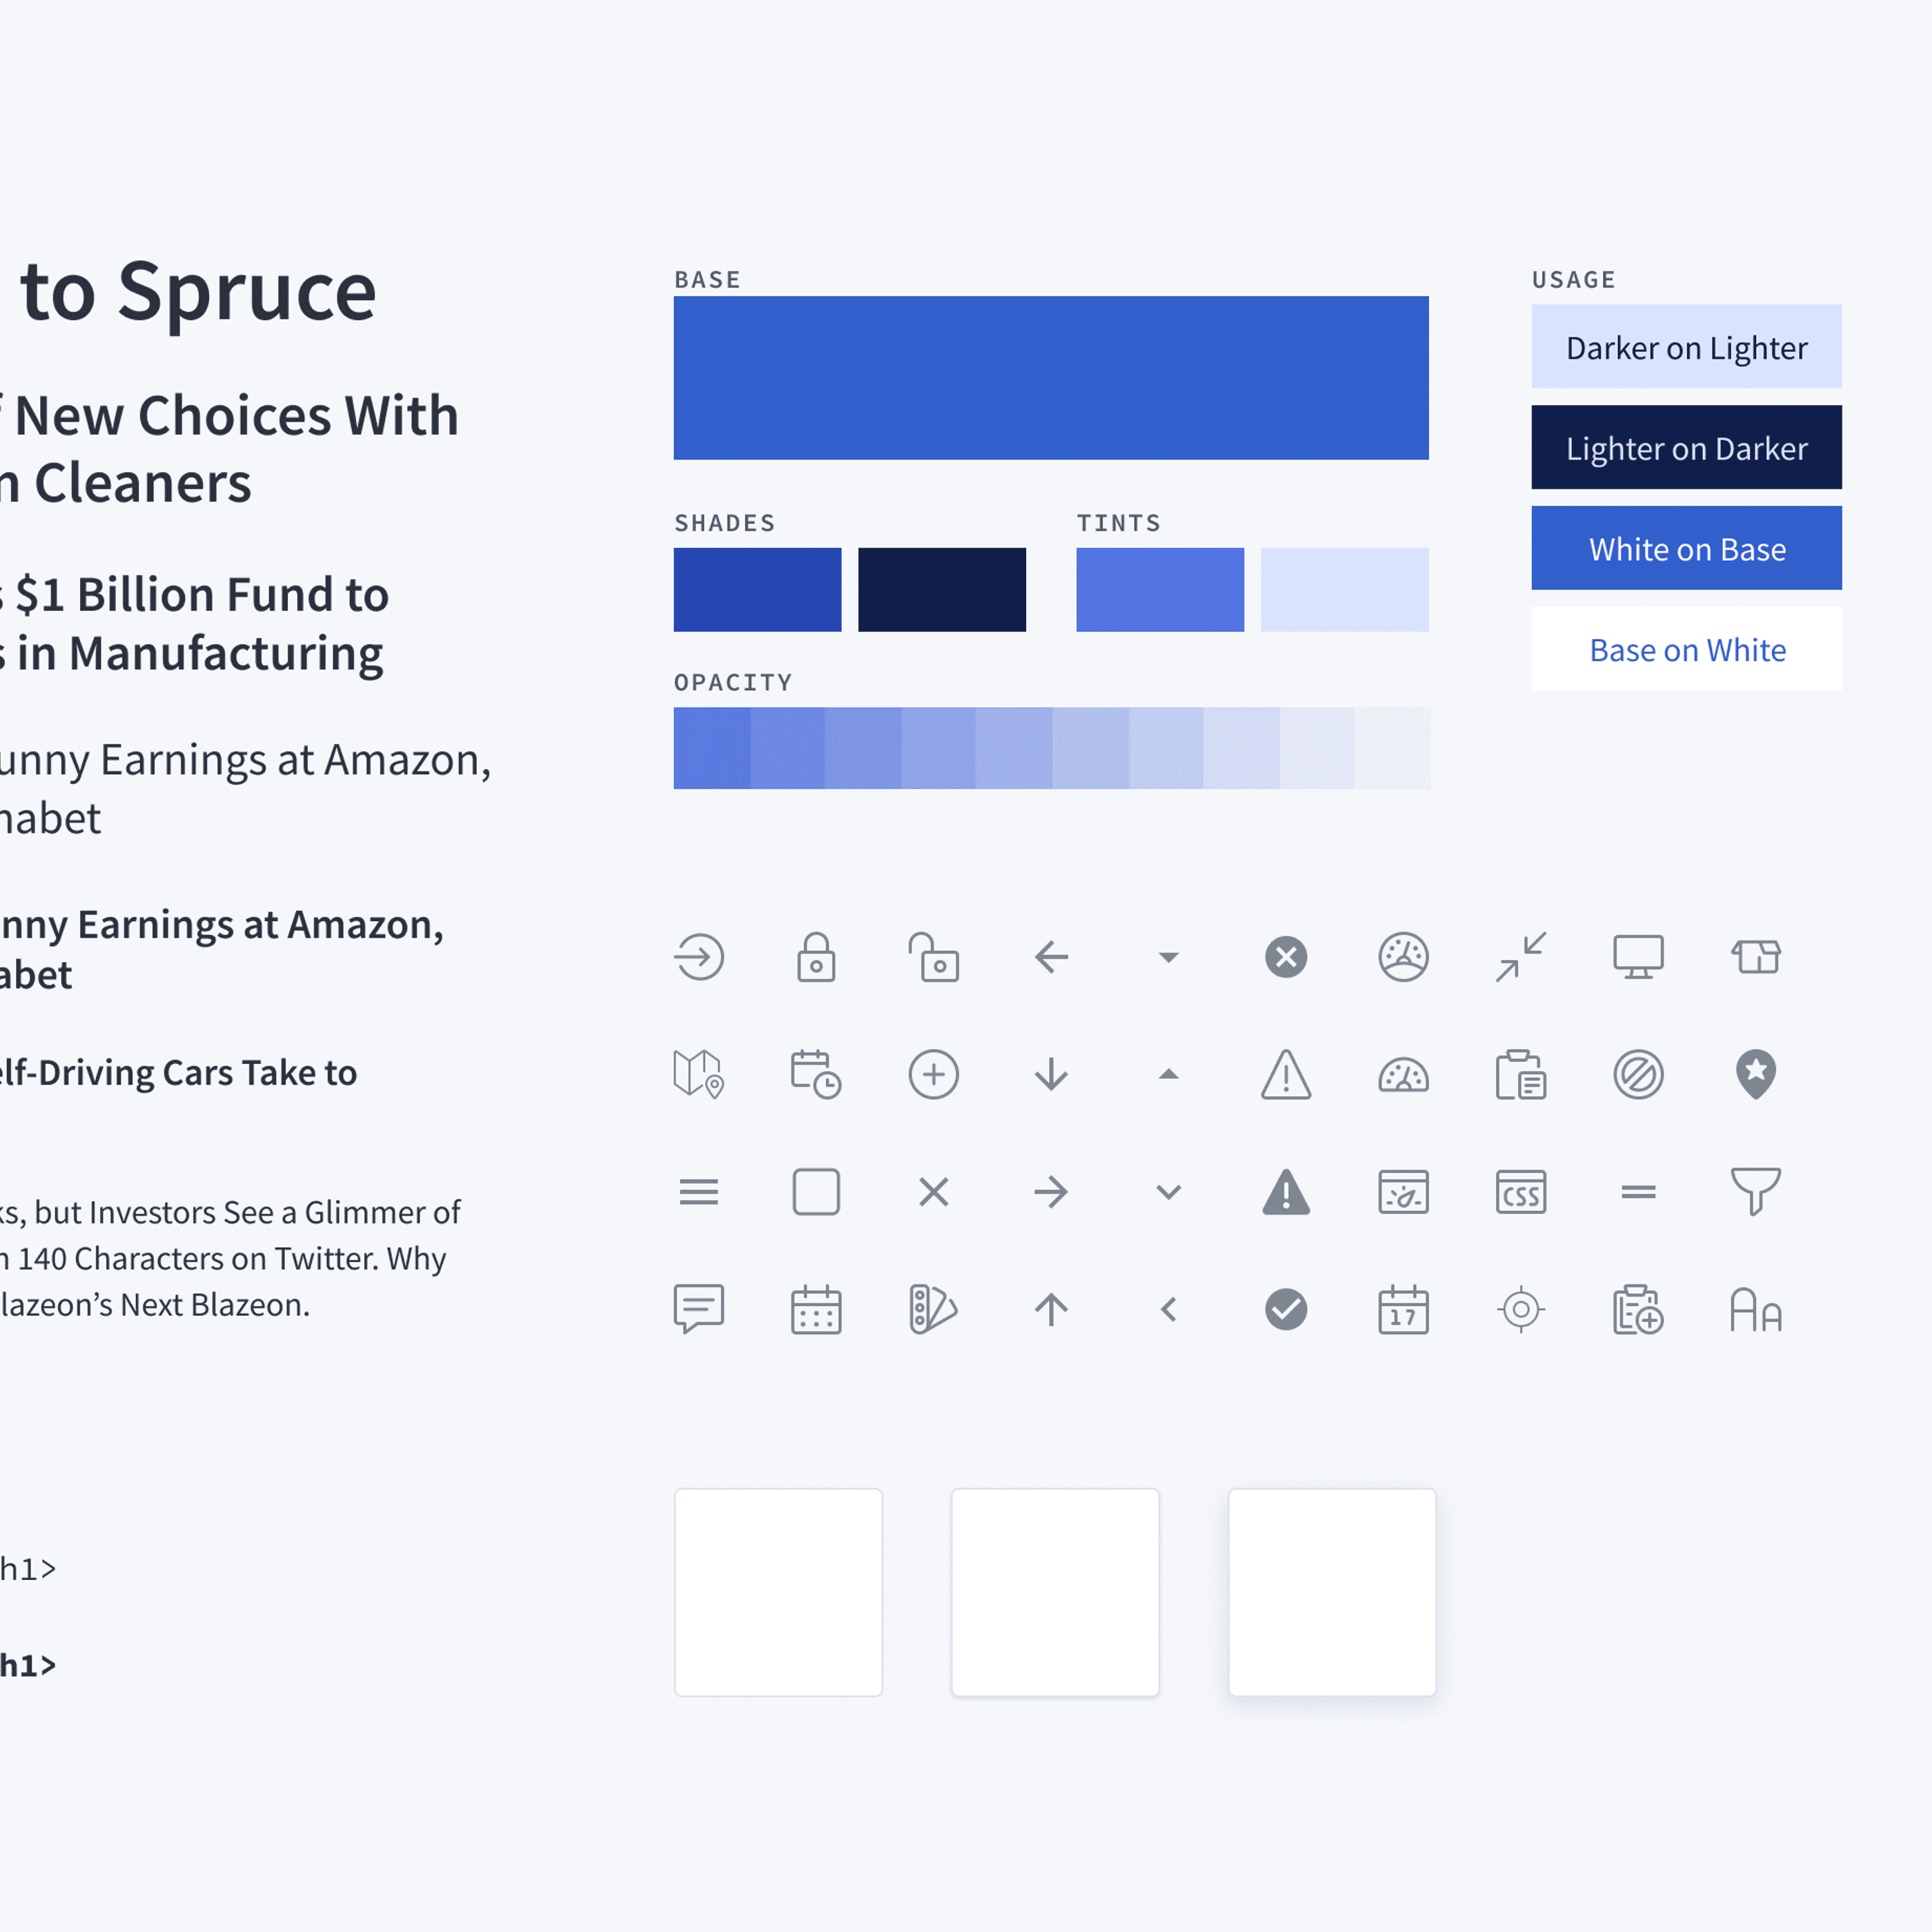 to Spruce
New Choices With
Cleaners
$1 Billion Fund to
in Manufacturing
unny Earnings at Amazon,
habet
nny Earnings at Amazon,
abet
elf-Driving Cars Take to
ks, but Investors See a Glimmer of
n 140 Characters on Twitter. Why
lazeon’s Next Blazeon.
h1>
h1>
BASE
SHADES
TINTS
OPACITY
USAGE
Darker on Lighter
Lighter on Darker
White on Base
Base on White
CSS
17
Aa